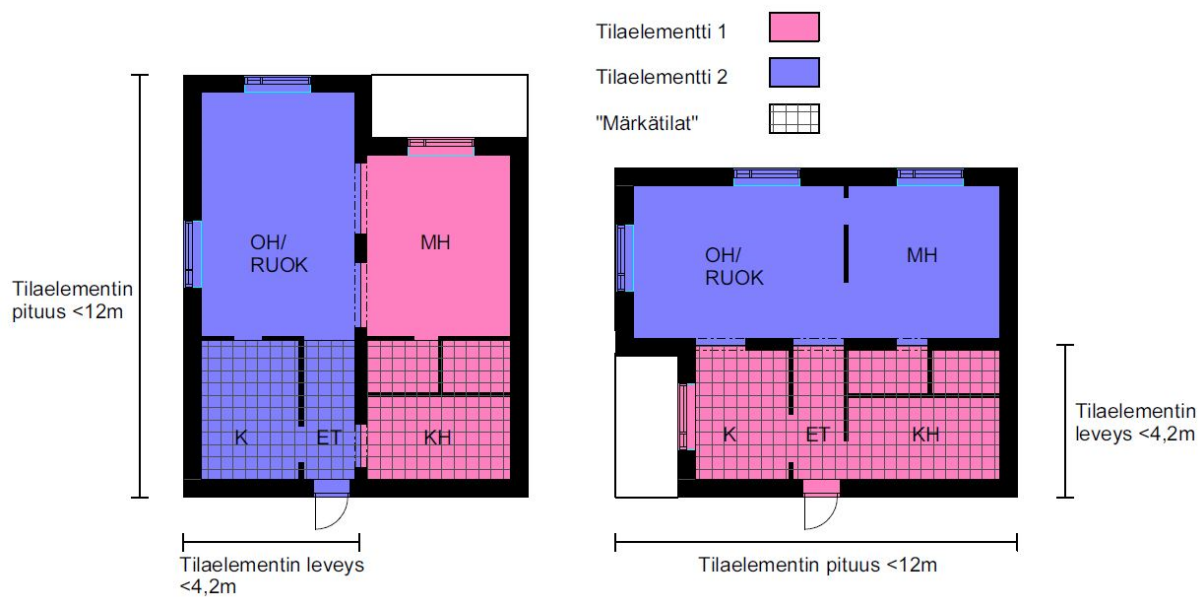 Tilaelementti 1
Tilaelementti 2
"Märkätilat"
OH/
RUOK
MH
Tilaelementin
pituus <12m
K
ET
KH
Tilaelementin leveys
<4,2m
OH/
RUOK
MH
K
ET
KH
Tilaelementin
leveys <4,2m
Tilaelementin pituus <12m